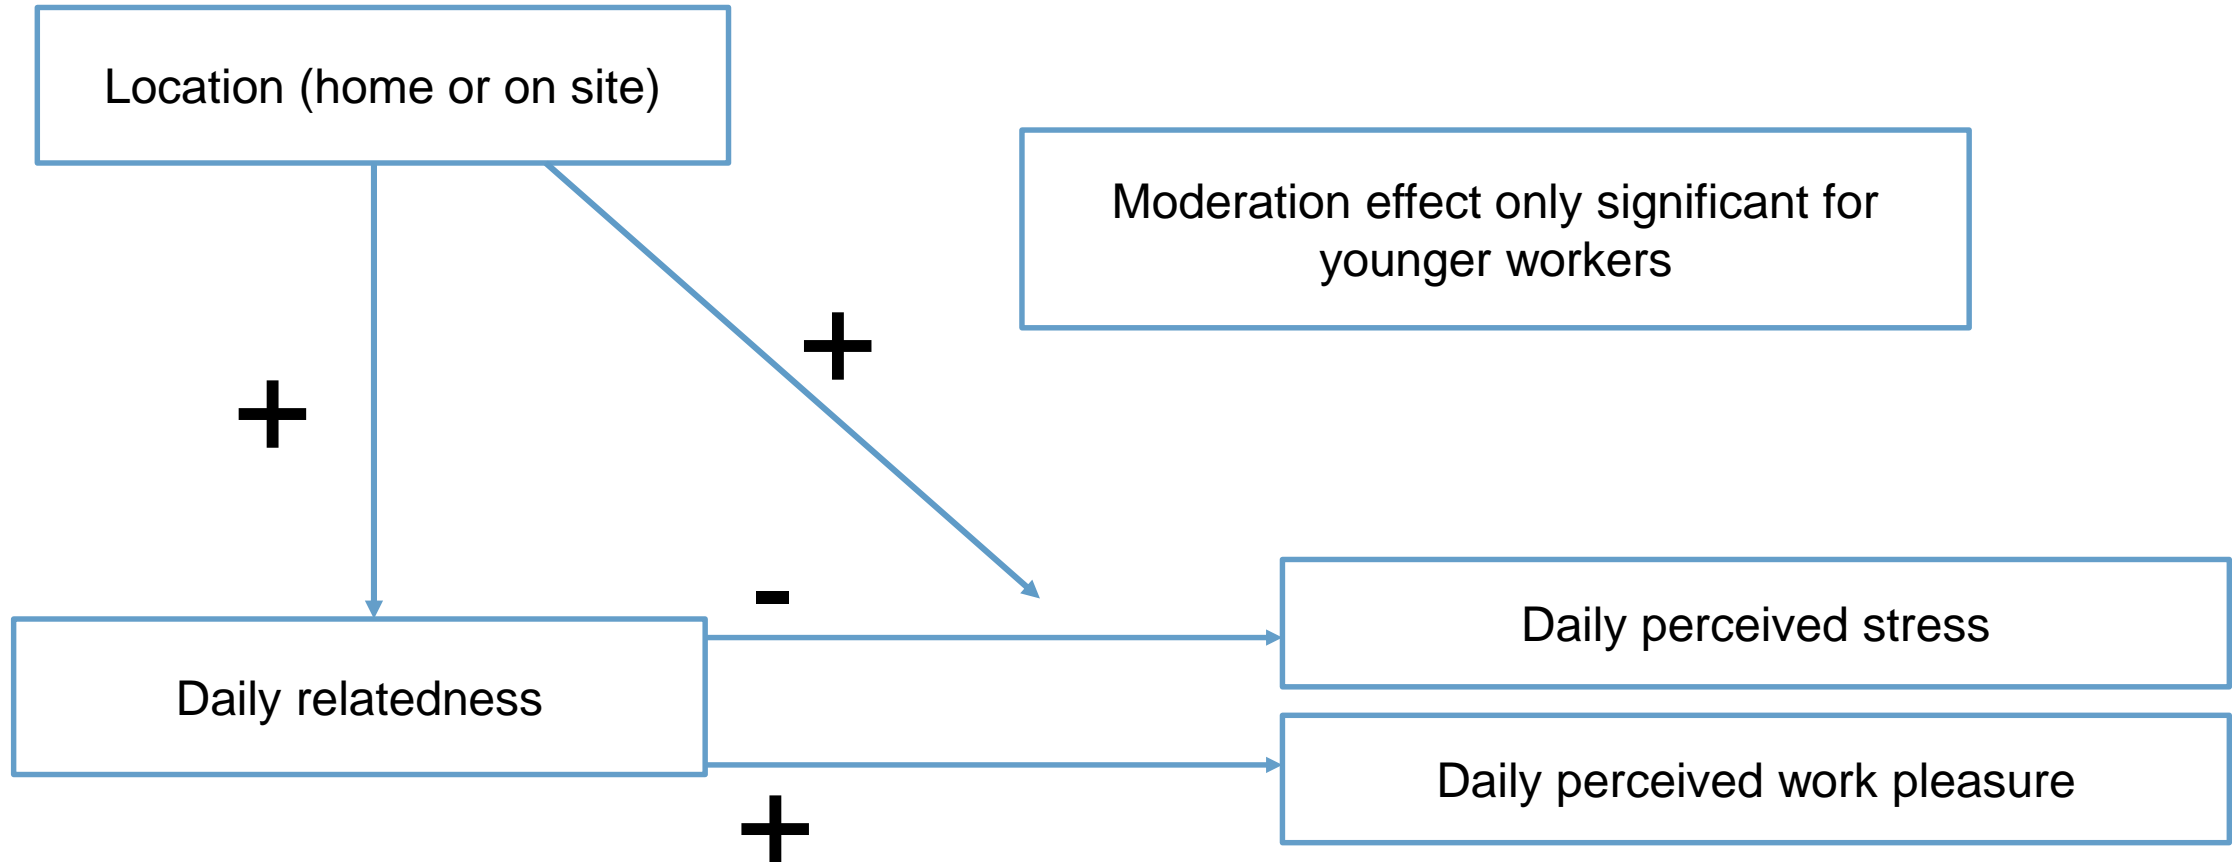 Location (home or on site)
Moderation effect only significant for
younger workers
+
+
-
Daily perceived stress
Daily relatedness
Daily perceived work pleasure
+